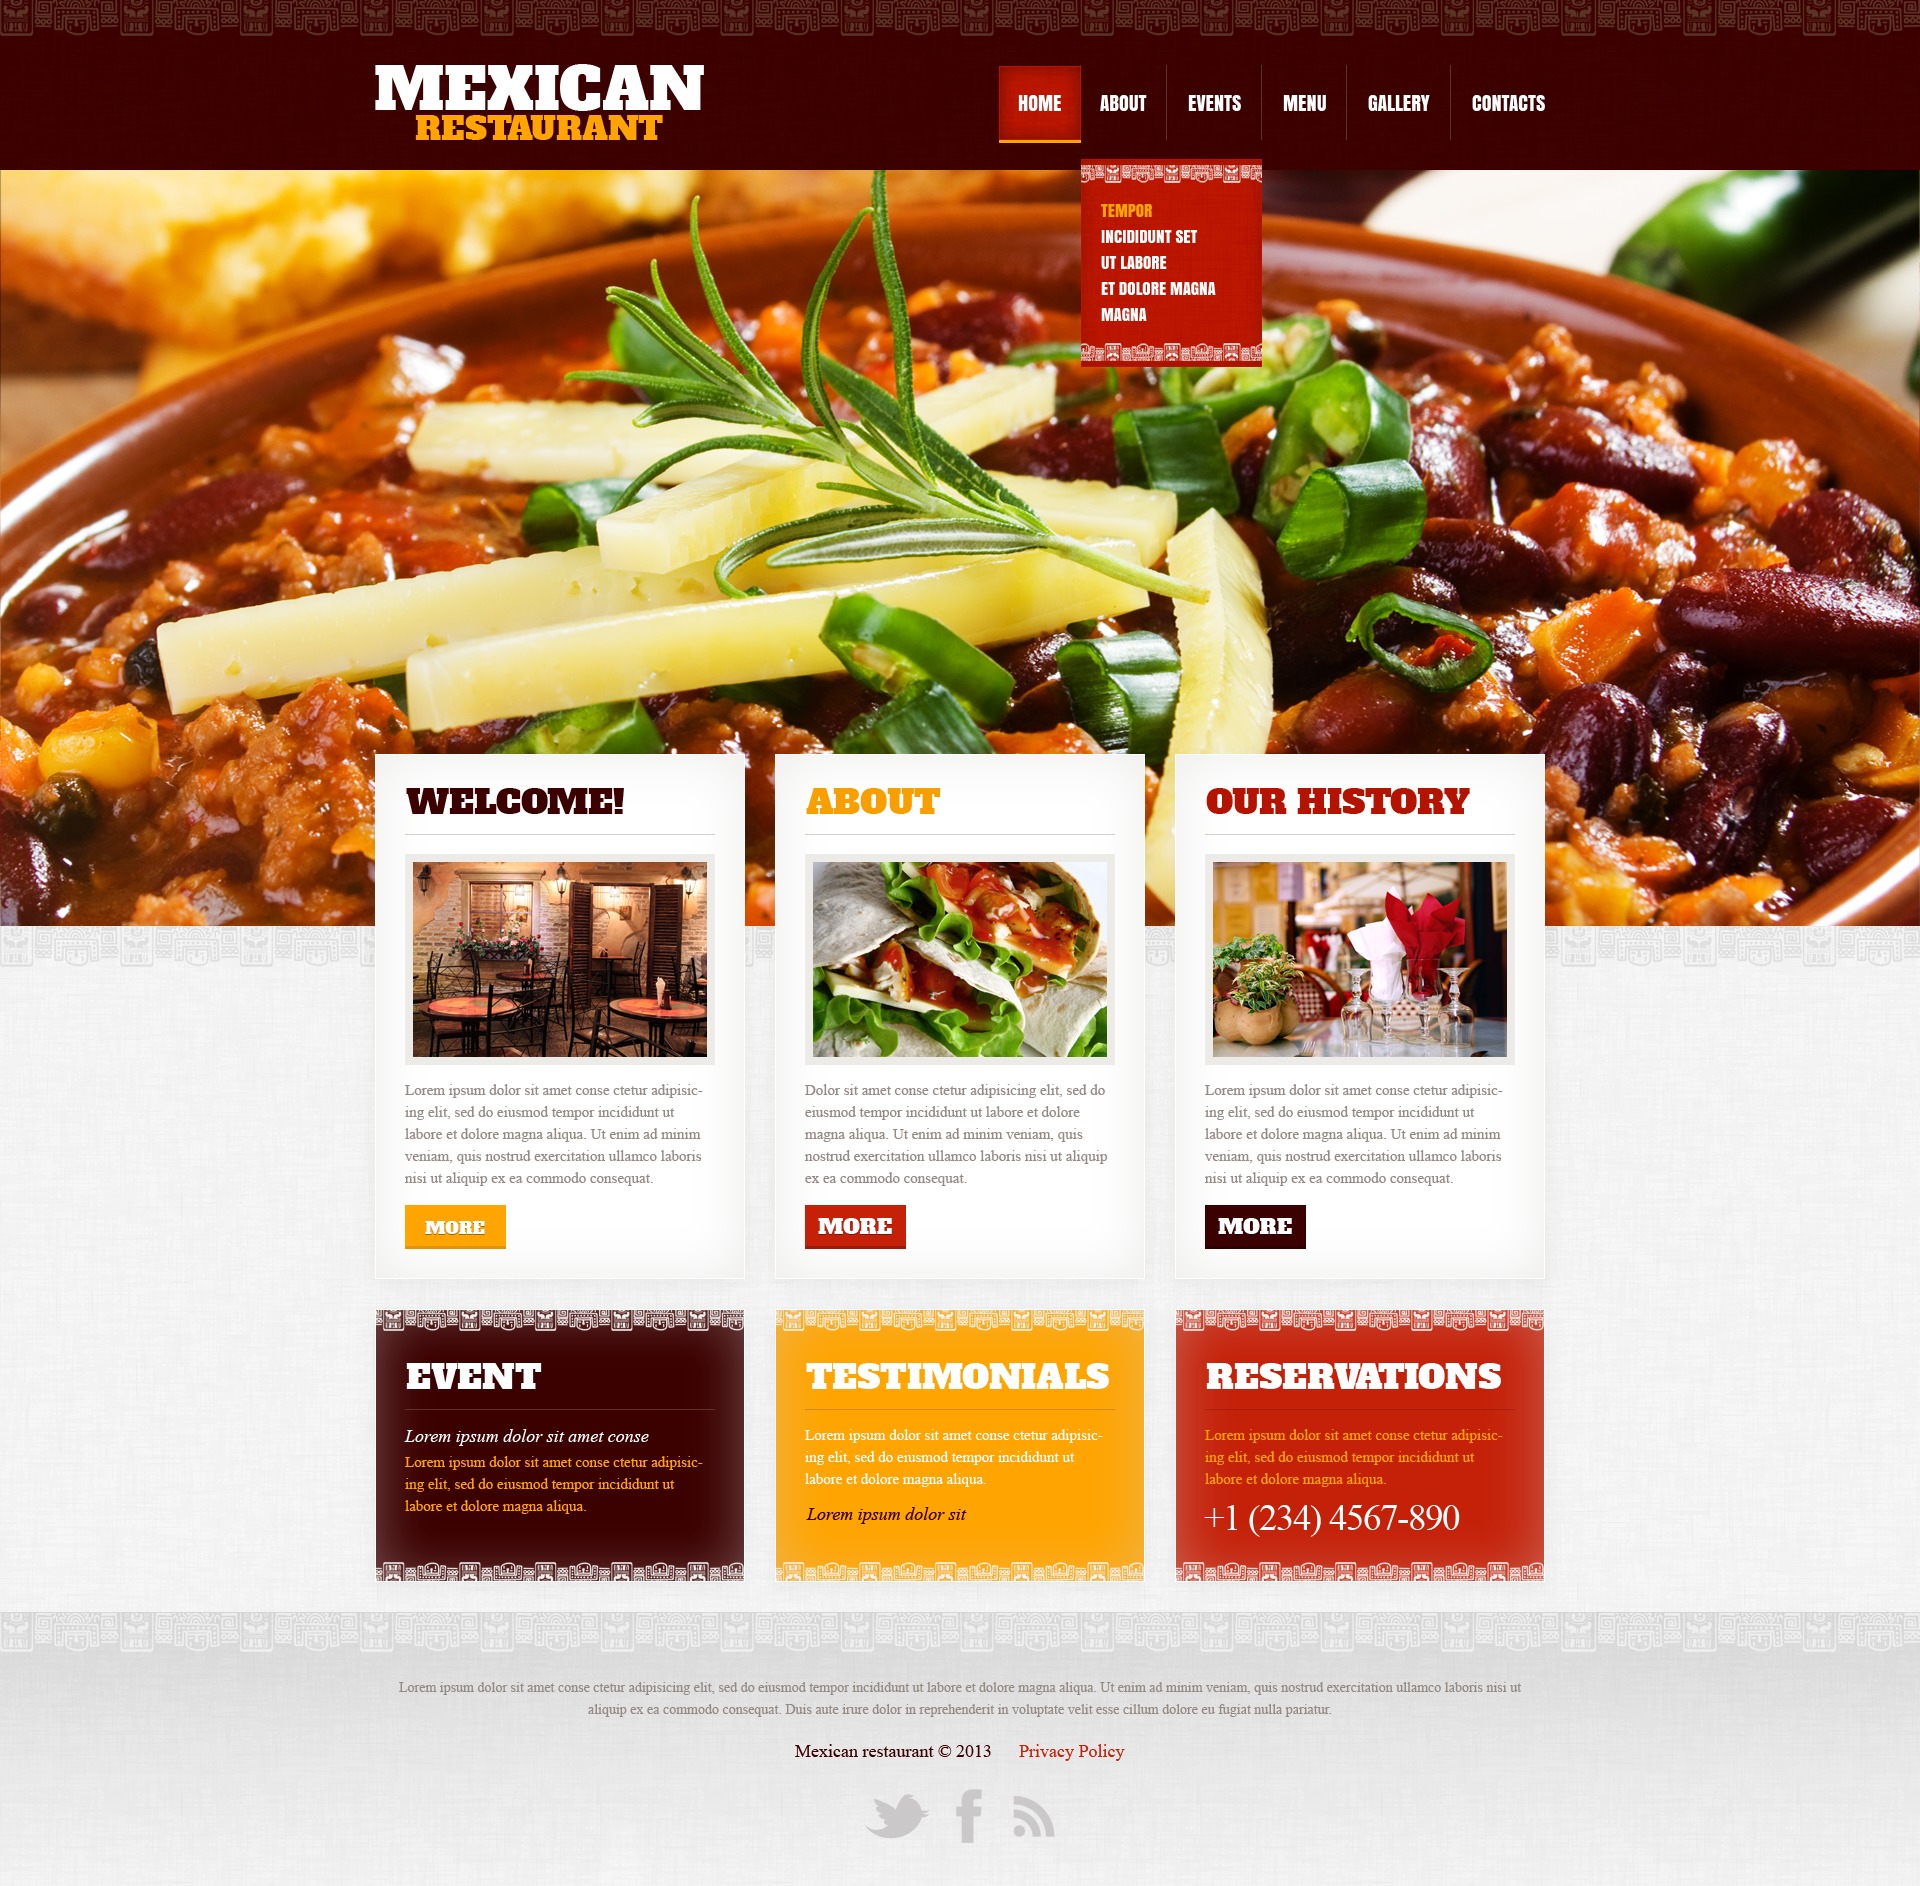 MEXICAN
RESTAURANT
HOME ABOUT EVENTS MENU GALLERY CONTACTS
TEMPOR
INCIDIDUNT SET
UT LABORE
ET DOLORE MAGNA
MAGNA
WELCOME!
Lorem ipsum dolor sit amet conse ctetur adipisic-
ing elit, sed do eiusmod tempor incididunt ut
labore et dolore magna aliqua. Ut enim ad minim
veniam, quis nostrud exercitation ullamco laboris
nisi ut aliquip ex ea commodo consequat.
MORE
ABOUT
Dolor sit amet conse ctetur adipisicing elit, sed do
eiusmod tempor incididunt ut labore et dolore
magna aliqua. Ut enim ad minim veniam, quis
nostrud exercitation ullamco laboris nisi ut aliquip
ex ea commodo consequat.
MORE
OUR HISTORY
Lorem ipsum dolor sit amet conse ctetur adipisic-
ing elit, sed do eiusmod tempor incididunt ut
labore et dolore magna aliqua. Ut enim ad minim
veniam, quis nostrud exercitation ullamco laboris
nisi ut aliquip ex ea commodo consequat.
MORE
EVENT
Lorem ipsum dolor sit amet conse
Lorem ipsum dolor sit amet conse ctetur adipisic-
ing elit, sed do eiusmod tempor incididunt ut
labore et dolore magna aliqua.
TESTIMONIALS
Lorem ipsum dolor sit amet conse ctetur adipisic-
ing elit, sed do eiusmod tempor incididunt ut
labore et dolore magna aliqua.
Lorem ipsum dolor sit
RESERVATIONS
Lorem ipsum dolor sit amet conse ctetur adipisic-
ing elit, sed do eiusmod tempor incididunt ut
labore et dolore magna aliqua.
+1 (234) 4567-890
Lorem ipsum dolor sit amet conse ctetur adipisicing elit, sed do eiusmod tempor incididunt ut labore et dolore magna aliqua. Ut enim ad minim veniam, quis nostrud exercitation ullamco laboris nisi ut
aliquip ex ea commodo consequat. Duis aute irure dolor in reprehenderit in voluptate velit esse cillum dolore eu fugiat nulla pariatur.
Mexican restaurant © 2013 Privacy Policy